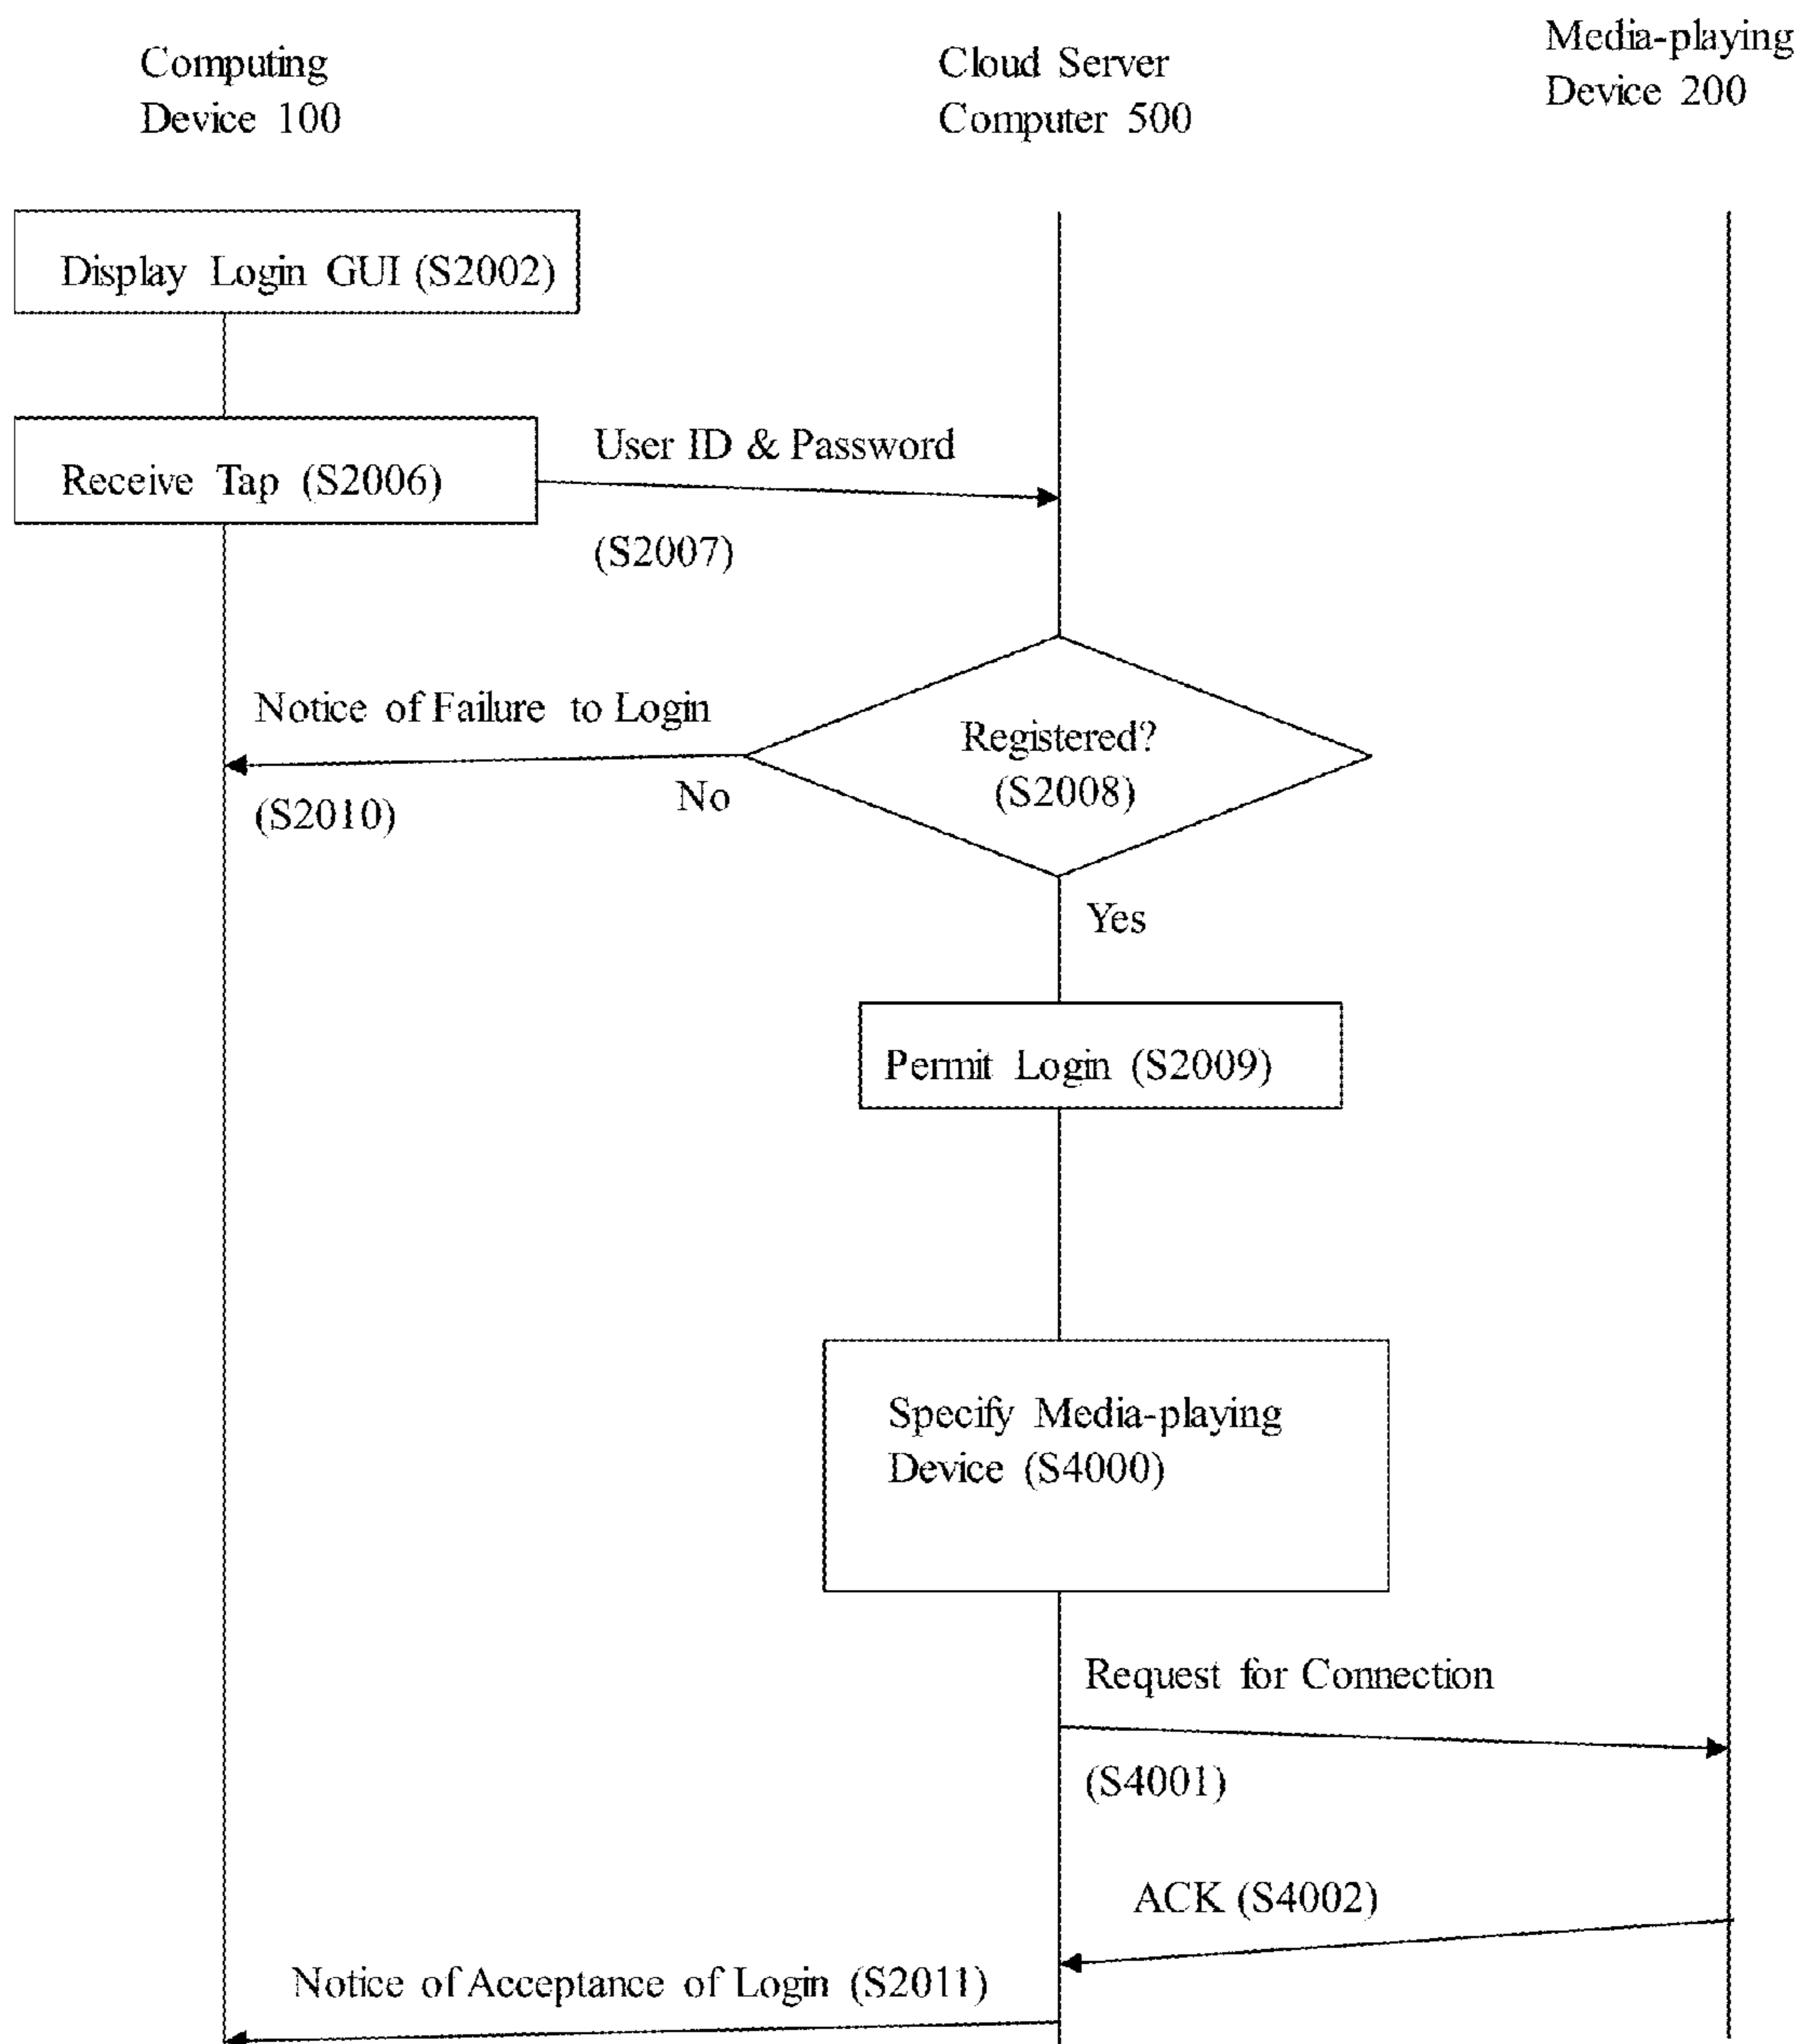 Computing
Device 100
Cloud Server
Computer 500
Media-playing
Device 200
Display Login GUI (S2002)
Receive Tap (S2006)
User ID & Password
(S2007)
Notice of Failure to Login
(S2010)
No
Registered?
(S2008)
Yes
Permit Login (S2009)
Specify Media-playing
Device (S4000)
Request for Connection
(S4001)
ACK (S4002)
Notice of Acceptance of Login (S2011)